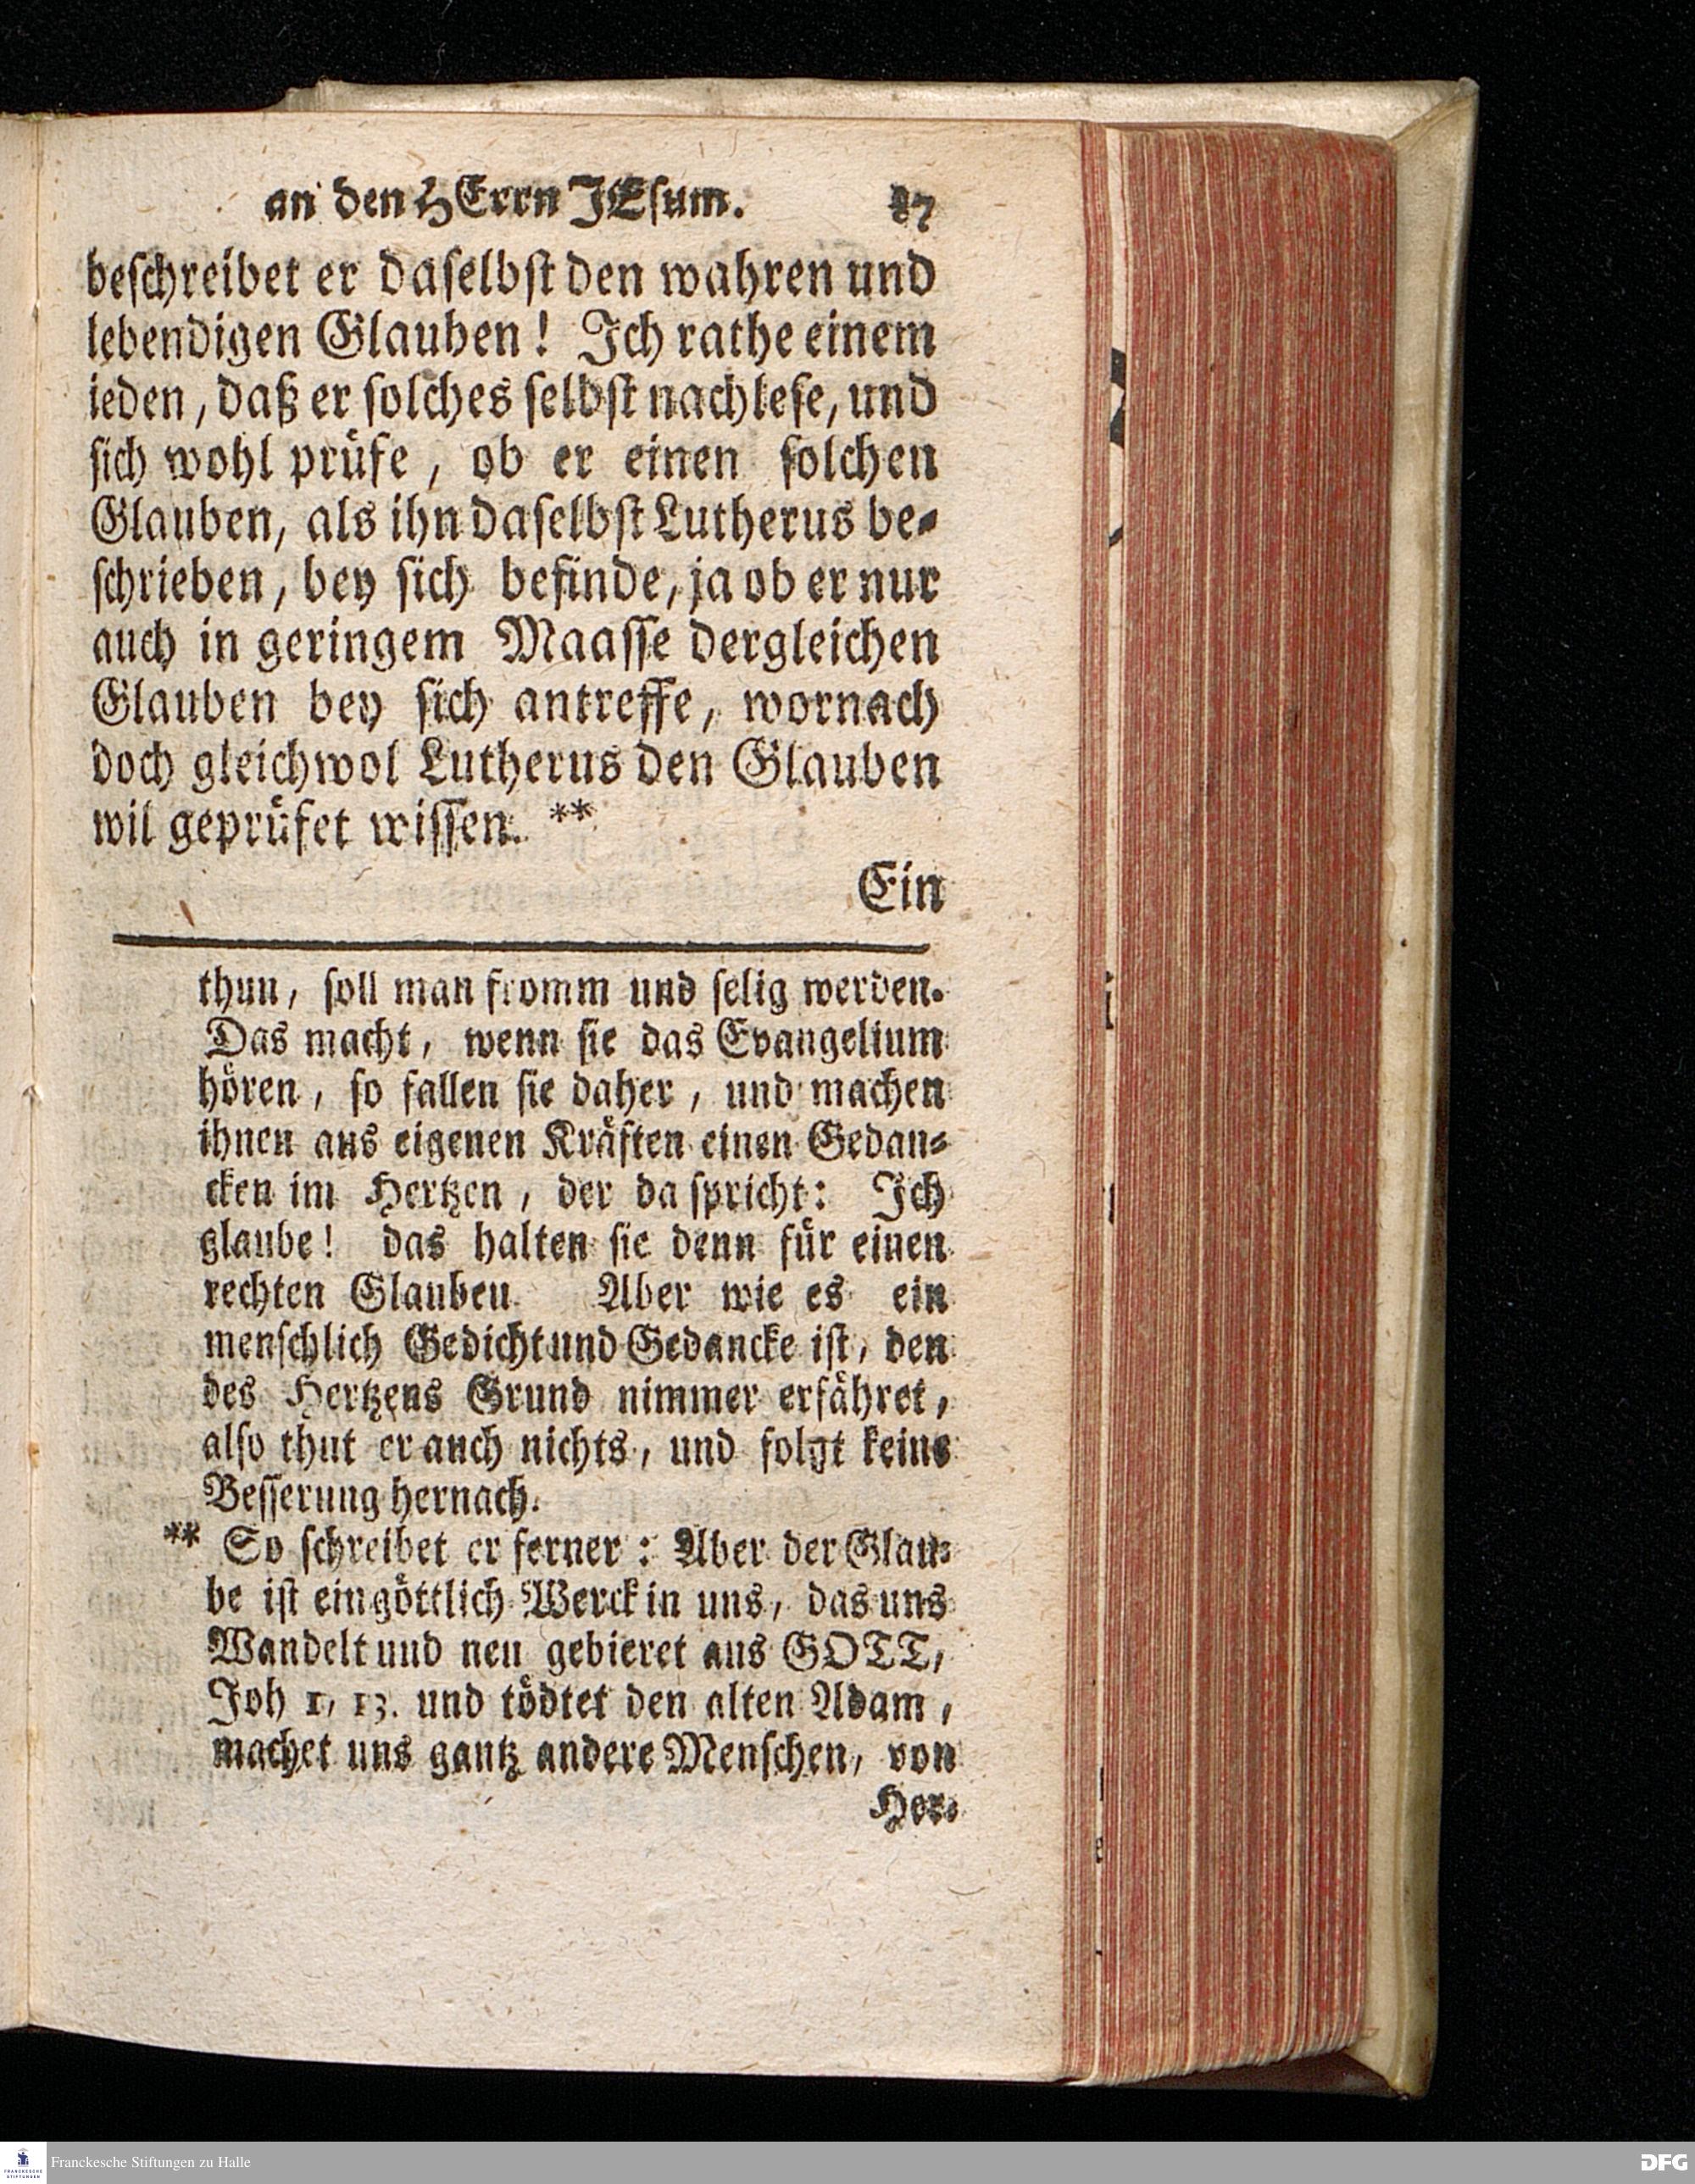 an den HErrn JEsum. 87
beschreibet er daselbst den wahren und
lebendigen Glauben! Ich rathe einem
ieden, daß er solches selbst nachlese, und
sich wohl prüfe, ob er einen solchen
Glauben, als ihn daselbst Lutherus be-
schrieben, bey sich befinde, ja ob er nur
auch in geringem Maasse dergleichen
Glauben bey sich antreffe, wornach
doch gleichwol Lutherus den Glauben
wil geprüfet wissen. **
Ein
thun, soll man fromm und selig werden.
Das macht, wenn sie das Evangelium
hören, so fallen sie daher, und machen
ihnen aus eigenen Kräften einen Gedan-
cken im Hertzen, der da spricht: Ich
glaube! das halten sie denn für einen
rechten Glauben. Aber wie es ein
menschlich Gedicht und Gedancke ist, den
des Hertzens Grund nimmer erfähret,
also thut er auch nichts, und folgt keine
Besserung hernach.
** So schreibet er ferner: Aber der Glau-
be ist ein göttlich Werck in uns, das uns
Wandelt und neu gebieret aus GOTT,
Joh 1, 13. und tödtet den alten Adam,
machet uns gantz andere Menschen, von
Her-
FRANCKESCHE
STIFTUNGEN
Franckesche Stiftungen zu Halle
DFG